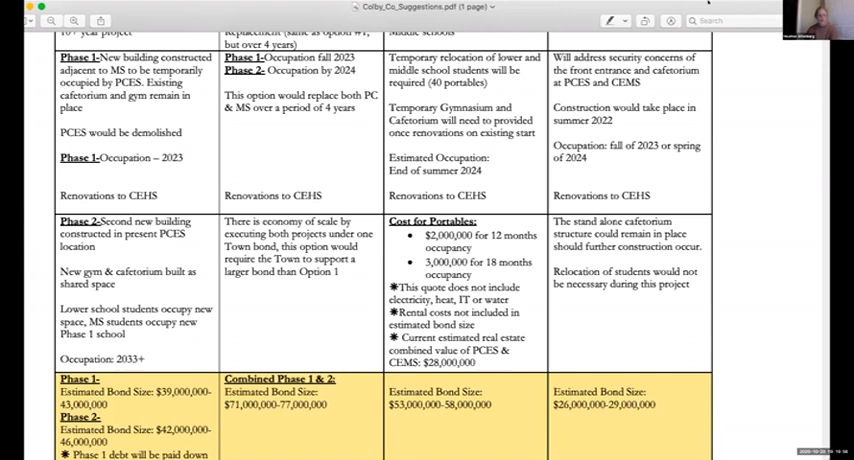 Colby_Co_Suggestions.pdf (1 page)
Search
10+ year project
Replacement (same as option #1,
but over 4 years)
Middle schools
Phase 1-New building constructed
adjacent to MS to be temporarily
occupied by PCES. Existing
cafetorium and gym remain in
place
PCES would be demolished
Phase 1-Occupation – 2023
Renovations to CEHS
Phase 1-Occupation fall 2023
Phase 2- Occupation by 2024
This option would replace both PC
& MS over a period of 4 years
Renovations to CEHS
Temporary relocation of lower and
middle school students will be
required (40 portables)
Temporary Gymnasium and
Cafetorium will need to provided
once renovations on existing start
Estimated Occupation:
End of summer 2024
Renovations to CEHS
Will address security concerns of
the front entrance and cafetorium
at PCES and CEMS
Construction would take place in
summer 2022
Occupation: fall of 2023 or spring
of 2024
Renovations to CEHS
Phase 2-Second new building
constructed in present PCES
location
New gym & cafetorium built as
shared space
Lower school students occupy new
space, MS students occupy new
Phase 1 school
Occupation: 2033+
There is economy of scale by
executing both projects under one
Town bond, this option would
require the Town to support a
larger bond than Option 1
Cost for Portables:
• $2,000,000 for 12 months
occupancy
• 3,000,000 for 18 months
occupancy
✷This quote does not include
electricity, heat, IT or water
✷Rental costs not included in
estimated bond size
✷ Current estimated real estate
combined value of PCES &
CEMS: $28,000,000
The stand alone cafetorium
structure could remain in place
should further construction occur.
Relocation of students would not
be necessary during this project
Phase 1-
Estimated Bond Size: $39,000,000-
43,000,000
Phase 2-
Estimated Bond Size: $42,000,000-
46,000,000
✷ Phase 1 debt will be paid down
Combined Phase 1 & 2:
Estimated Bond Size:
$71,000,000-77,000,000
Estimated Bond Size:
$53,000,000-58,000,000
Estimated Bond Size:
$26,000,000-29,000,000